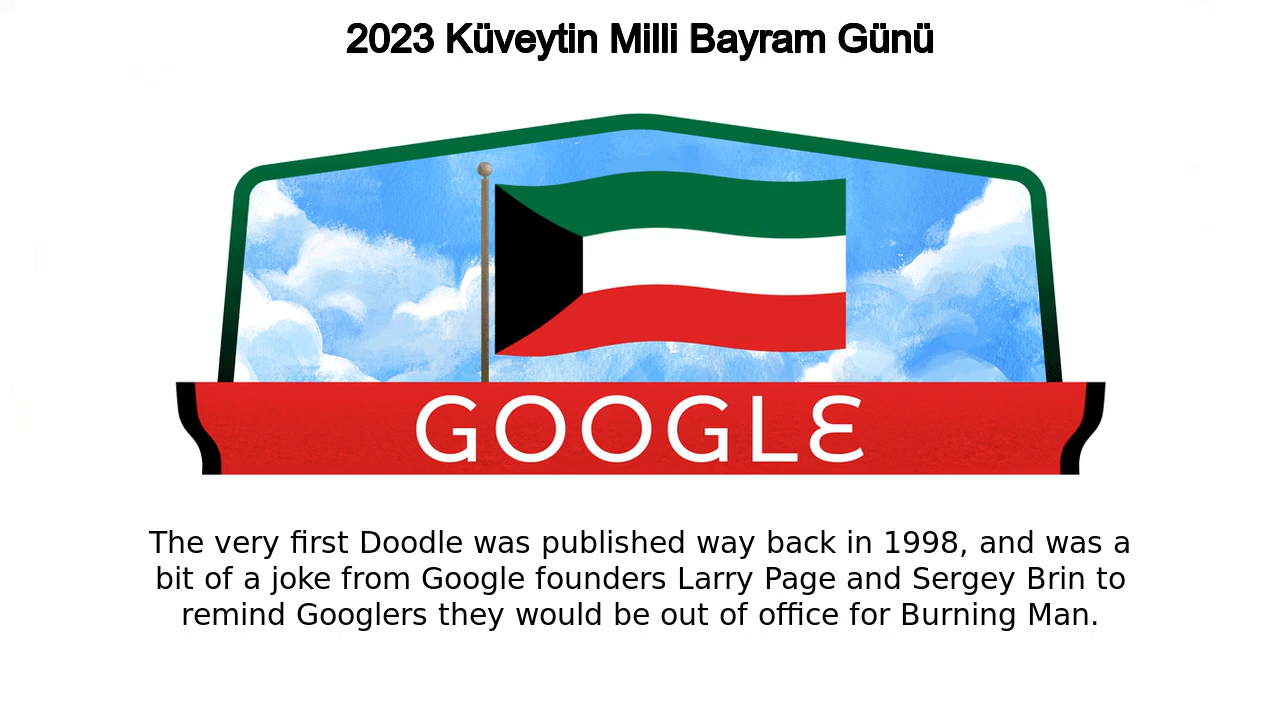 2023 Küveytin Milli Bayram Günü
GOOGLE
The very first Doodle was published way back in 1998, and was a
bit of a joke from Google founders Larry Page and Sergey Brin to
remind Googlers they would be out of office for Burning Man.